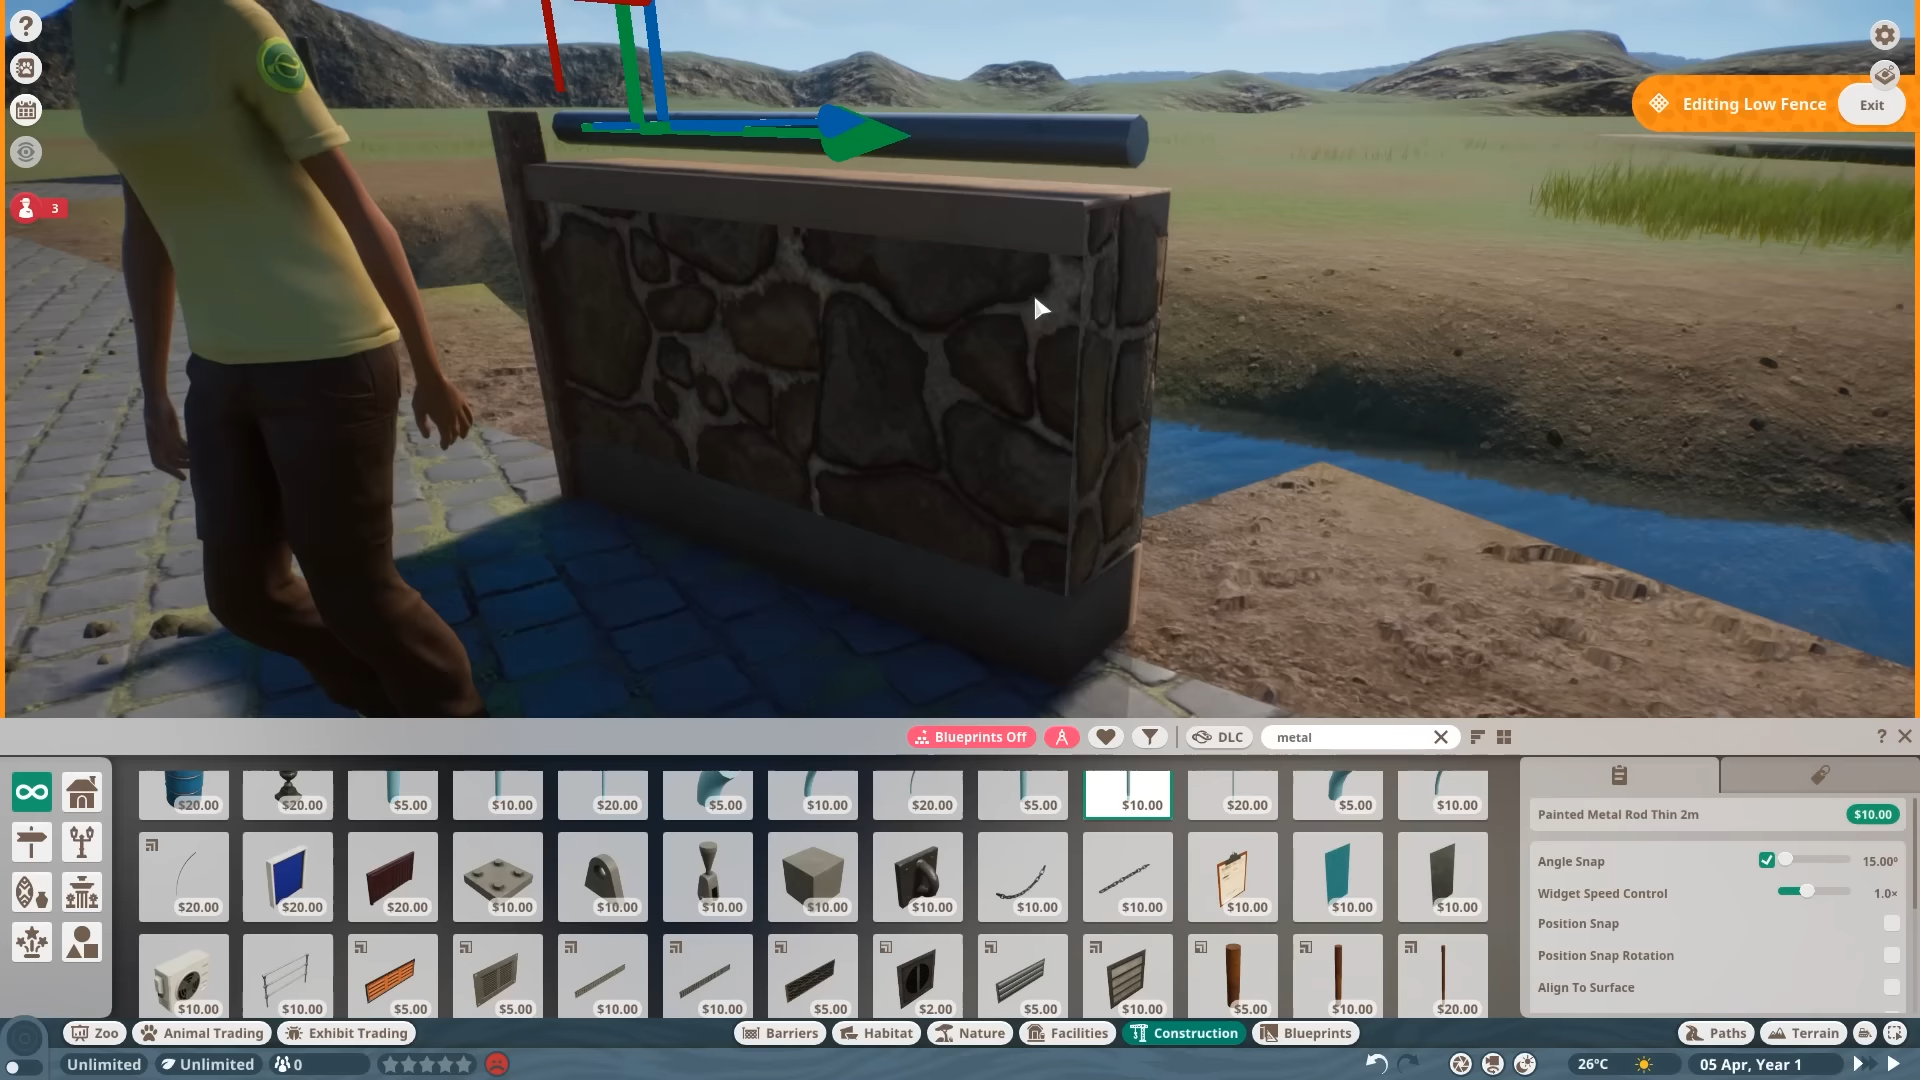 ?
Editing Low Fence Exit
3
Blueprints Off DLC metal ?
$20.00 $20.00 $5.00 $10.00 $20.00 $5.00 $10.00 $20.00 $5.00 $10.00 $20.00 $5.00 $10.00
$20.00 $20.00 $20.00 $10.00 $10.00 $10.00 $10.00 $10.00 $10.00 $10.00 $10.00 $10.00 $10.00
$10.00 $10.00 $5.00 $5.00 $10.00 $10.00 $5.00 $2.00 $5.00 $10.00 $5.00 $10.00 $20.00
Painted Metal Rod Thin 2m $10.00
Angle Snap 15.00°
Widget Speed Control 1.0×
Position Snap
Position Snap Rotation
Align To Surface
Zoo Animal Trading Exhibit Trading Barriers Habitat Nature Facilities Construction Blueprints Paths Terrain
Unlimited Unlimited 0 26°C 05 Apr, Year 1